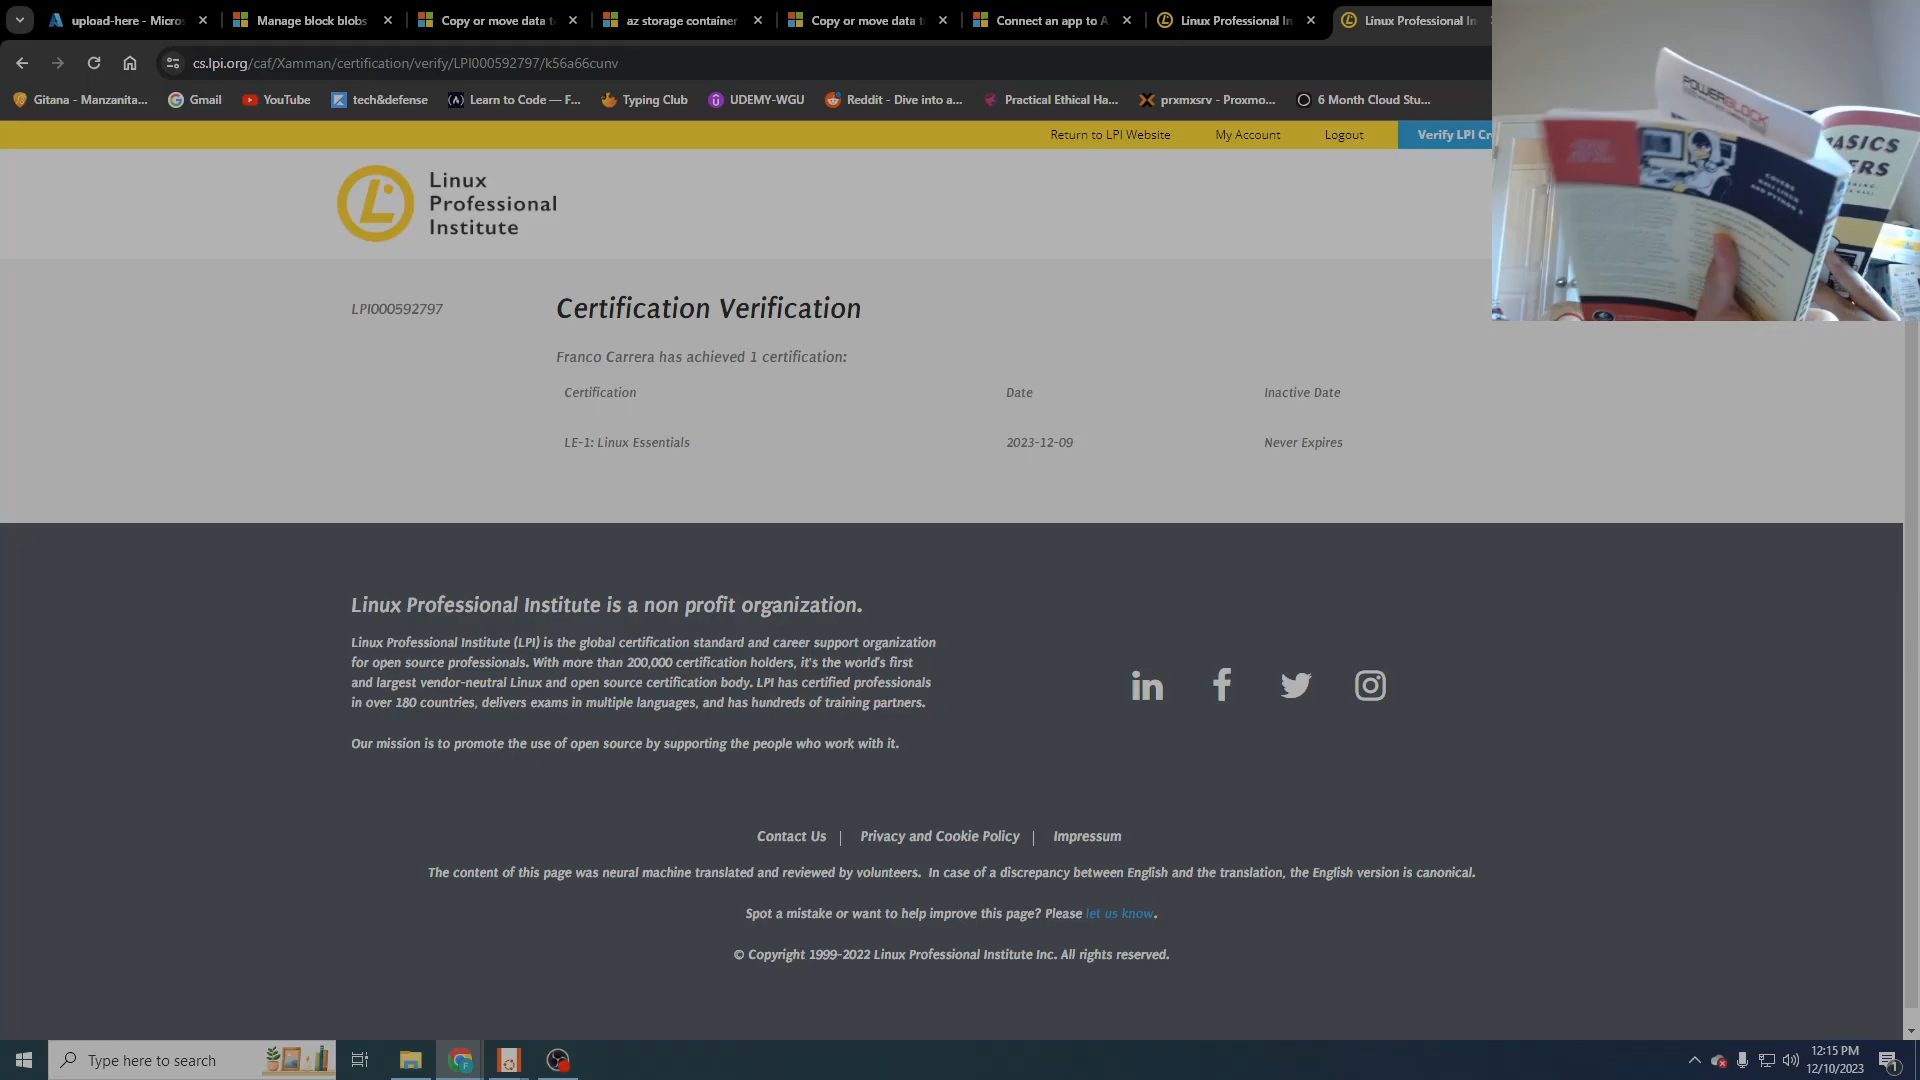 upload-here - Micro
Manage block blobs
Copy or move data t
az storage container
Copy or move data t
Connect an app to A
Linux Professional In
Linux Professional In
cs.lpi.org/caf/Xamman/certification/verify/LPI000592797/k56a66cunv
Gitana - Manzanita...
Gmail
YouTube
tech&defense
Learn to Code — F...
Typing Club
UDEMY-WGU
Reddit - Dive into a...
Practical Ethical Ha...
prxmxsrv - Proxmo...
6 Month Cloud Stu...
Return to LPI Website
My Account
Logout
Verify LPI Cr
POWERBLOCK
ASICS
ERS
COVERS
KALI LINUX
AND PYTHON 3
Linux
Professional
Institute
LPI000592797
Certification Verification
Franco Carrera has achieved 1 certification:
Certification Date Inactive Date
LE-1: Linux Essentials 2023-12-09 Never Expires
Linux Professional Institute is a non profit organization.
Linux Professional Institute (LPI) is the global certification standard and career support organization
for open source professionals. With more than 200,000 certification holders, it's the world's first
and largest vendor-neutral Linux and open source certification body. LPI has certified professionals
in over 180 countries, delivers exams in multiple languages, and has hundreds of training partners.
Our mission is to promote the use of open source by supporting the people who work with it.
Contact Us | Privacy and Cookie Policy | Impressum
The content of this page was neural machine translated and reviewed by volunteers. In case of a discrepancy between English and the translation, the English version is canonical.
Spot a mistake or want to help improve this page? Please let us know.
© Copyright 1999-2022 Linux Professional Institute Inc. All rights reserved.
Type here to search
12:15 PM
12/10/2023
1